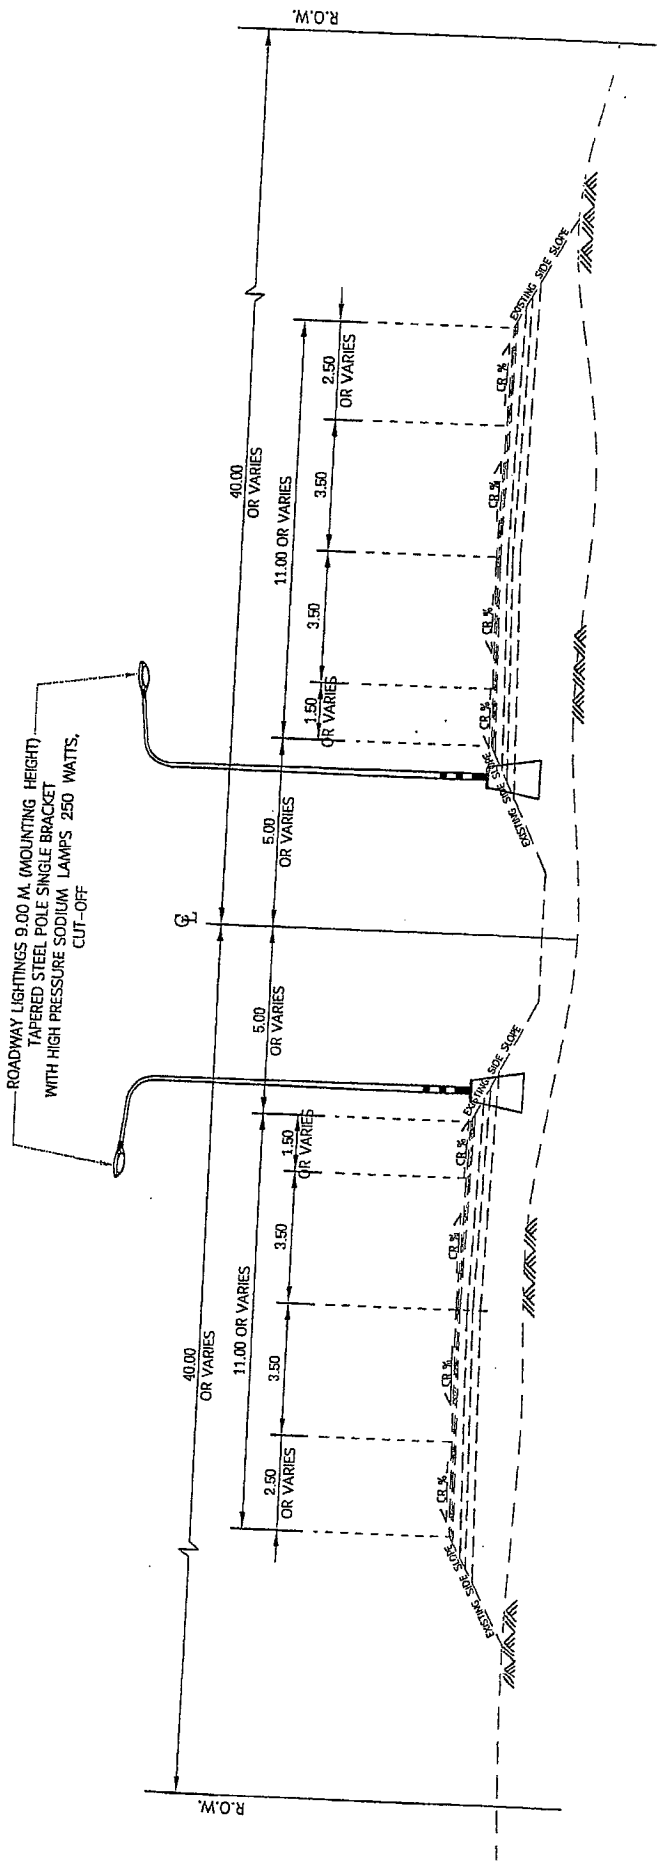 ROADWAY LIGHTINGS 9.00 M. (MOUNTING HEIGHT)
TAPERED STEEL POLE SINGLE BRACKET
WITH HIGH PRESSURE SODIUM LAMPS 250 WATTS,
CUT-OFF
R.O.W.
R.O.W.
℄
40.00
OR VARIES
40.00
OR VARIES
11.00 OR VARIES
5.00
OR VARIES
5.00
OR VARIES
11.00 OR VARIES
2.50
OR VARIES
3.50
3.50
1.50
OR VARIES
1.50
OR VARIES
3.50
3.50
2.50
OR VARIES
EXISTING SIDE SLOPE
CR %
CR %
CR %
CR %
EXISTING SIDE SLOPE
EXISTING SIDE SLOPE
CR %
CR %
CR %
CR %
EXISTING SIDE SLOPE